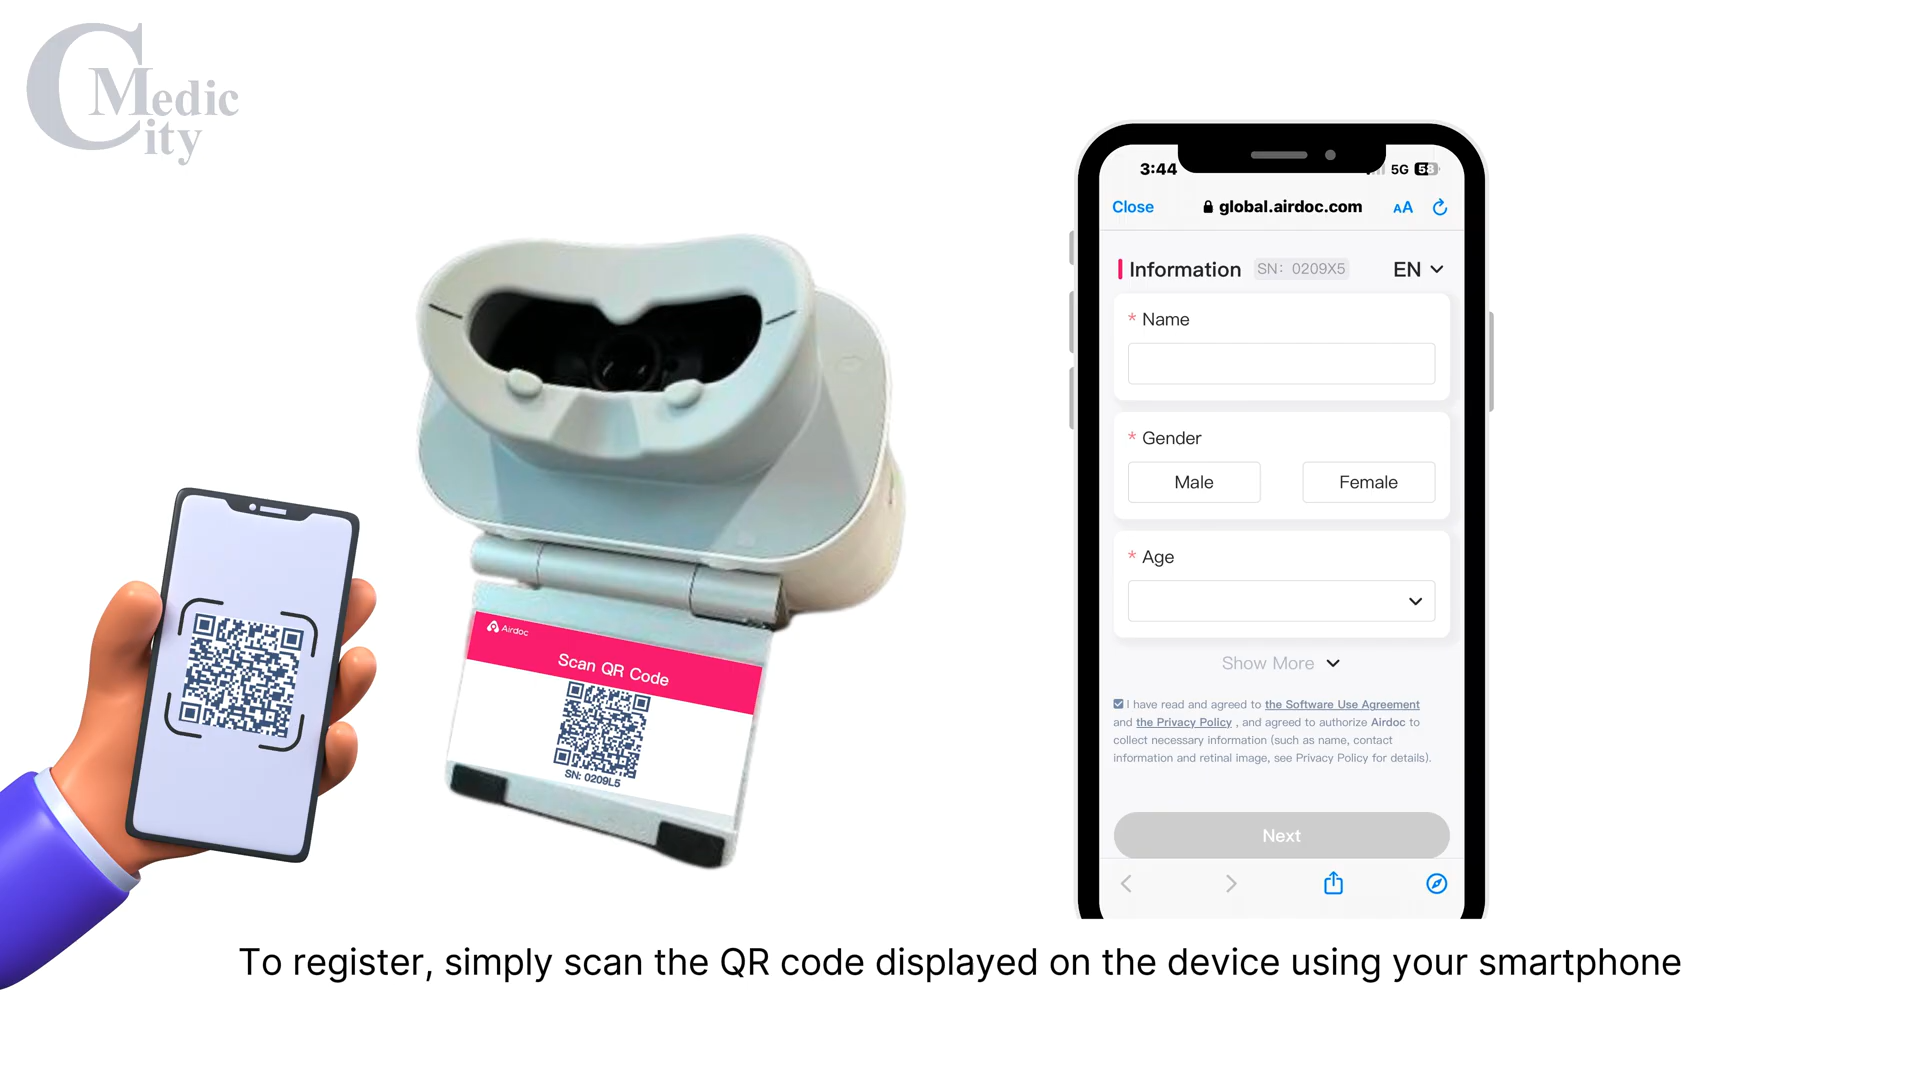 C Medic
City
3:44
5G 58
Close
global.airdoc.com
AA
Information
SN: 0209X5
EN
* Name
* Gender
Male
Female
* Age
Show More
I have read and agreed to the Software Use Agreement
and the Privacy Policy , and agreed to authorize Airdoc to
collect necessary information (such as name, contact
information and retinal image, see Privacy Policy for details).
Next
Airdoc
Scan QR Code
SN: 0209L5
To register, simply scan the QR code displayed on the device using your smartphone